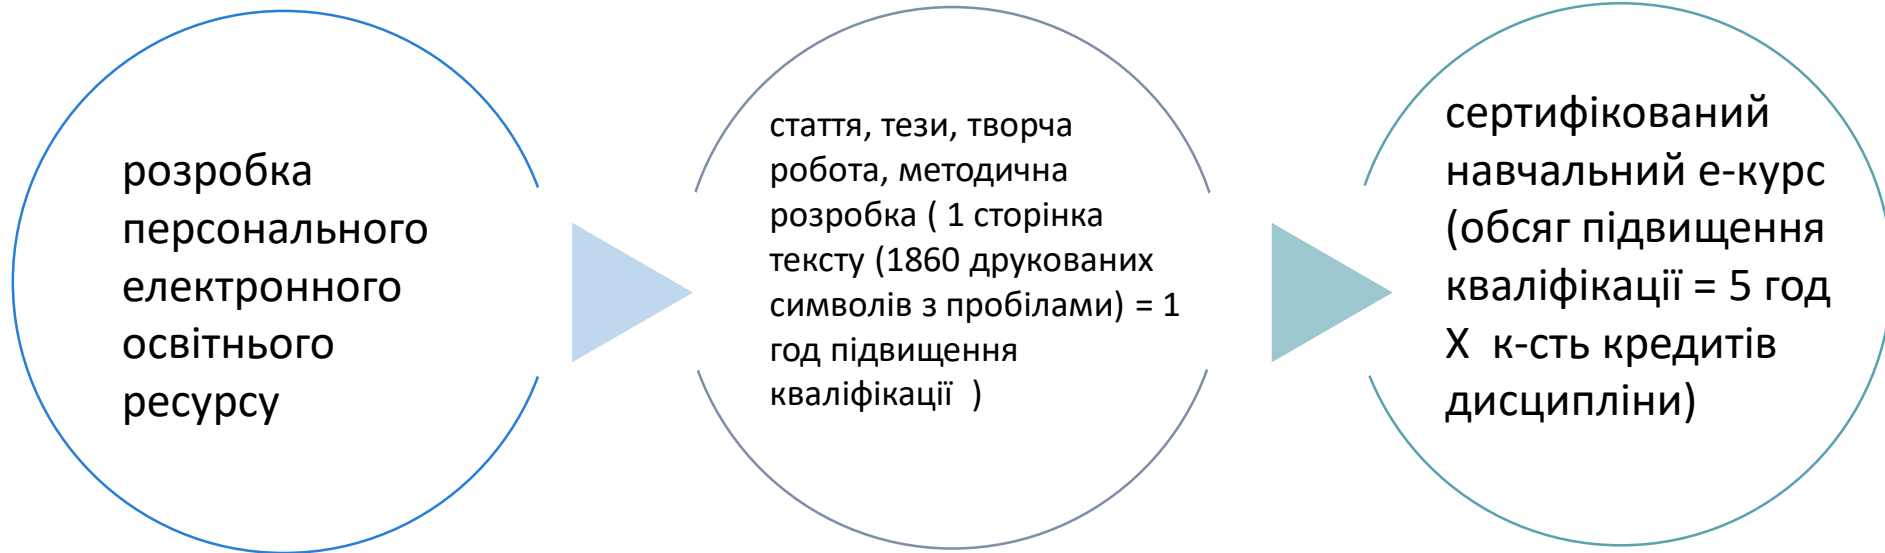 розробка
персонального
електронного
освітнього
ресурсу
стаття, тези, творча
робота, методична
розробка ( 1 сторінка
тексту (1860 друкованих
символів з пробілами) = 1
год підвищення
кваліфікації )
сертифікований
навчальний е-курс
(обсяг підвищення
кваліфікації = 5 год
Х к-сть кредитів
дисципліни)